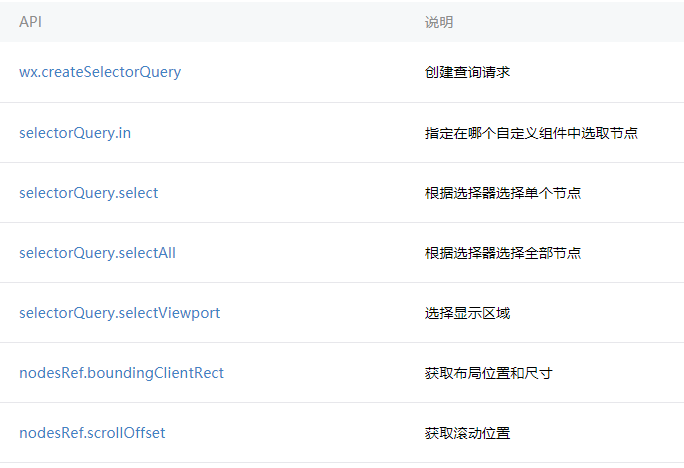 API 说明
wx.createSelectorQuery 创建查询请求
selectorQuery.in 指定在哪个自定义组件中选取节点
selectorQuery.select 根据选择器选择单个节点
selectorQuery.selectAll 根据选择器选择全部节点
selectorQuery.selectViewport 选择显示区域
nodesRef.boundingClientRect 获取布局位置和尺寸
nodesRef.scrollOffset 获取滚动位置